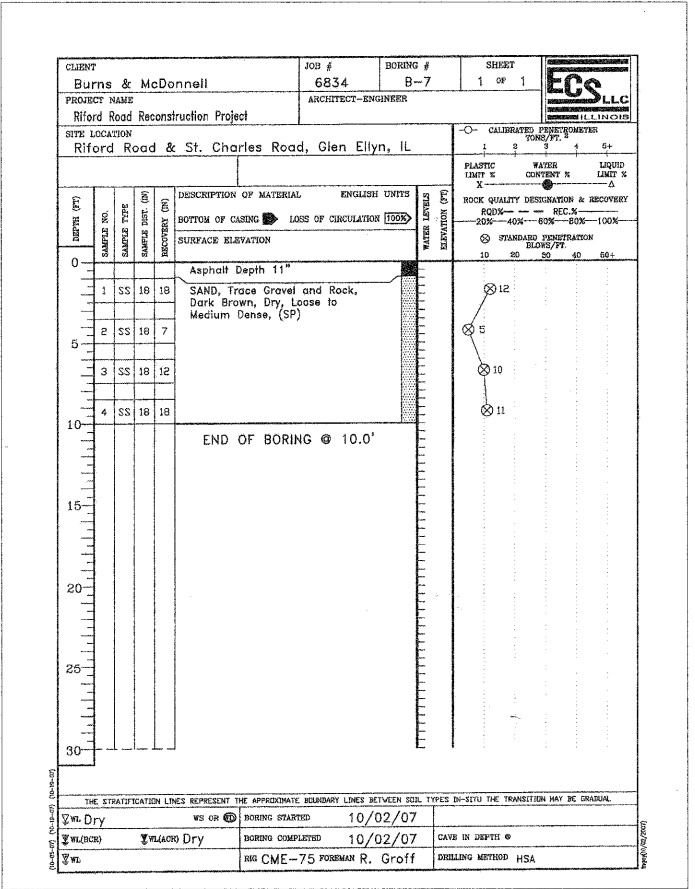 CLIENT JOB # BORING # SHEET
Burns & McDonnell 6834 B-7 1 OF 1
ECS LLC
ILLINOIS
PROJECT NAME ARCHITECT-ENGINEER
Riford Road Reconstruction Project
SITE LOCATION
Riford Road & St. Charles Road, Glen Ellyn, IL
CALIBRATED PENETROMETER
TONS/FT. 2
1 2 3 4 5+
PLASTIC WATER LIQUID
LIMIT % CONTENT % LIMIT %
X Δ
ROCK QUALITY DESIGNATION & RECOVERY
RQD% REC.%
20% 40% 60% 80% 100%
⊗ STANDARD PENETRATION
BLOWS/FT.
10 20 30 40 50+
DEPTH (FT)
SAMPLE NO.
SAMPLE TYPE
SAMPLE DIST. (IN)
RECOVERY (IN)
DESCRIPTION OF MATERIAL ENGLISH UNITS
BOTTOM OF CASING LOSS OF CIRCULATION 100%
SURFACE ELEVATION
WATER LEVELS
ELEVATION (FT)
0
Asphalt Depth 11"
1 SS 18 18 SAND, Trace Gravel and Rock, 12
Dark Brown, Dry, Loose to
Medium Dense, (SP)
2 SS 18 7 5
5
3 SS 18 12 10
4 SS 18 18 11
10
END OF BORING @ 10.0'
15
20
25
30
THE STRATIFICATION LINES REPRESENT THE APPROXIMATE BOUNDARY LINES BETWEEN SOIL TYPES IN-SITU THE TRANSITION MAY BE GRADUAL
WL Dry WS OR WD BORING STARTED 10/02/07
WL(BCR) WL(ACR) Dry BORING COMPLETED 10/02/07 CAVE IN DEPTH @
WL RIG CME-75 FOREMAN R. Groff DRILLING METHOD HSA